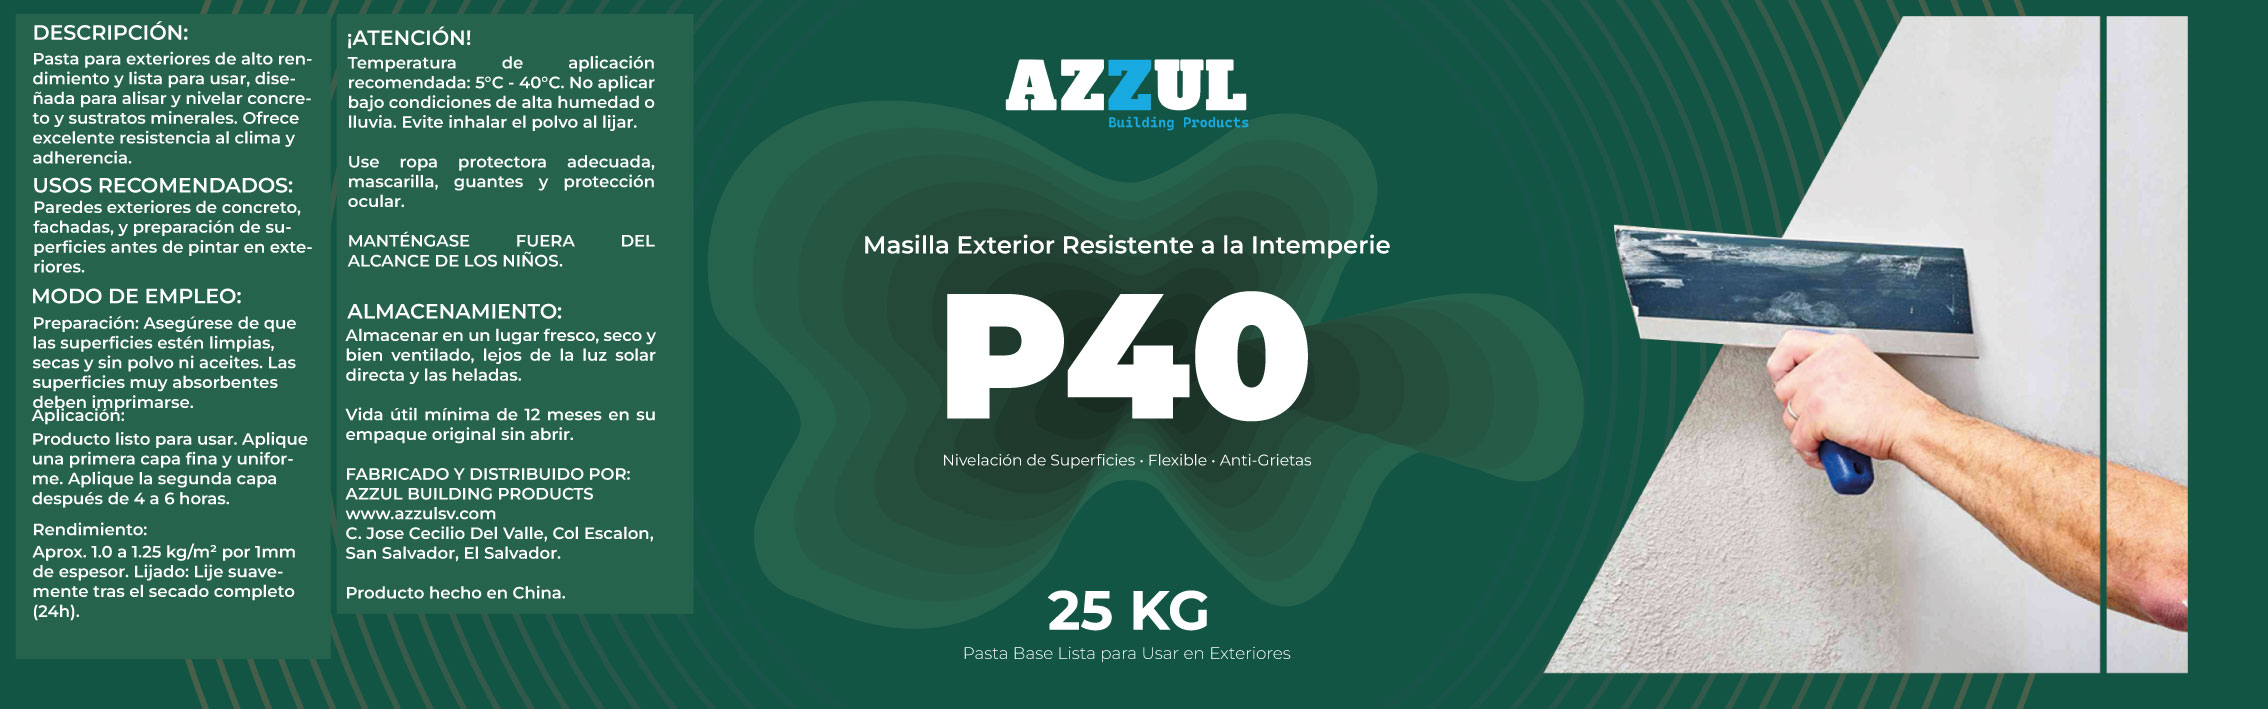 DESCRIPCIÓN:
Pasta para exteriores de alto ren-
dimiento y lista para usar, dise-
ñada para alisar y nivelar concre-
to y sustratos minerales. Ofrece
excelente resistencia al clima y
adherencia.
USOS RECOMENDADOS:
Paredes exteriores de concreto,
fachadas, y preparación de su-
perficies antes de pintar en exte-
riores.
MODO DE EMPLEO:
Preparación: Asegúrese de que
las superficies estén limpias,
secas y sin polvo ni aceites. Las
superficies muy absorbentes
deben imprimarse.
Aplicación:
Producto listo para usar. Aplique
una primera capa fina y unifor-
me. Aplique la segunda capa
después de 4 a 6 horas.
Rendimiento:
Aprox. 1.0 a 1.25 kg/m² por 1mm
de espesor. Lijado: Lije suave-
mente tras el secado completo
(24h).
¡ATENCIÓN!
Temperatura de aplicación
recomendada: 5°C - 40°C. No aplicar
bajo condiciones de alta humedad o
lluvia. Evite inhalar el polvo al lijar.
Use ropa protectora adecuada,
mascarilla, guantes y protección
ocular.
MANTÉNGASE FUERA DEL
ALCANCE DE LOS NIÑOS.
ALMACENAMIENTO:
Almacenar en un lugar fresco, seco y
bien ventilado, lejos de la luz solar
directa y las heladas.
Vida útil mínima de 12 meses en su
empaque original sin abrir.
FABRICADO Y DISTRIBUIDO POR:
AZZUL BUILDING PRODUCTS
www.azzulsv.com
C. Jose Cecilio Del Valle, Col Escalon,
San Salvador, El Salvador.
Producto hecho en China.
AZZUL
Building Products
Masilla Exterior Resistente a la Intemperie
P40
Nivelación de Superficies • Flexible • Anti-Grietas
25 KG
Pasta Base Lista para Usar en Exteriores